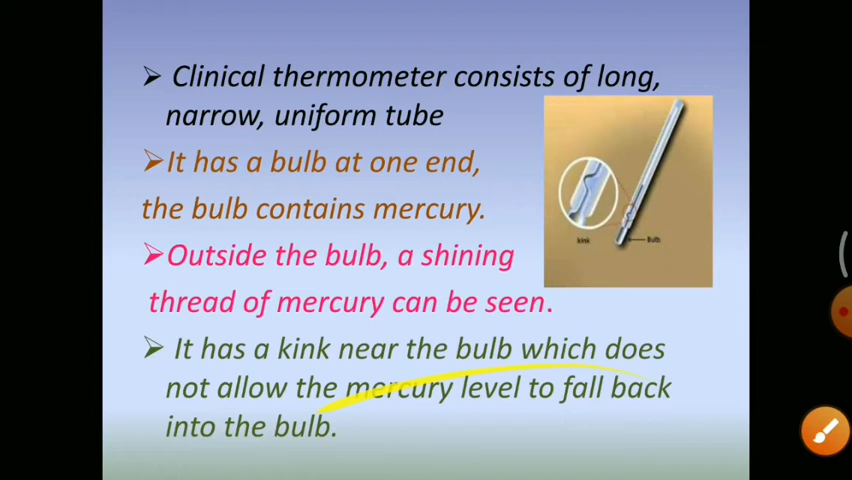 ➤ Clinical thermometer consists of long,
narrow, uniform tube
➤It has a bulb at one end,
the bulb contains mercury.
➤Outside the bulb, a shining
thread of mercury can be seen.
➤ It has a kink near the bulb which does
not allow the mercury level to fall back
into the bulb.
kink
Bulb